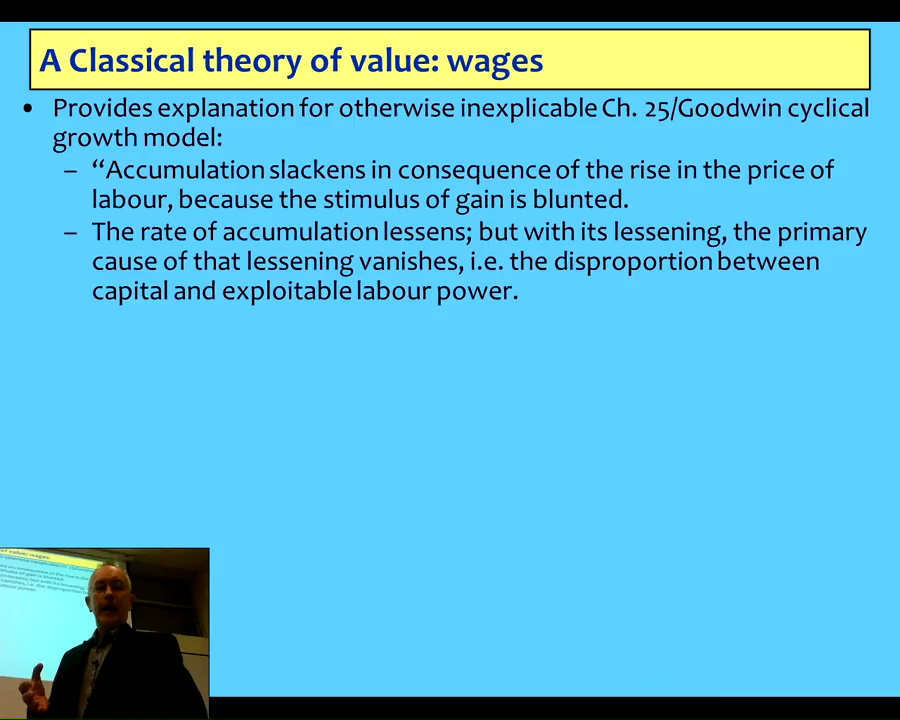 A Classical theory of value: wages
• Provides explanation for otherwise inexplicable Ch. 25/Goodwin cyclical
growth model:
– “Accumulation slackens in consequence of the rise in the price of
labour, because the stimulus of gain is blunted.
– The rate of accumulation lessens; but with its lessening, the primary
cause of that lessening vanishes, i.e. the disproportion between
capital and exploitable labour power.